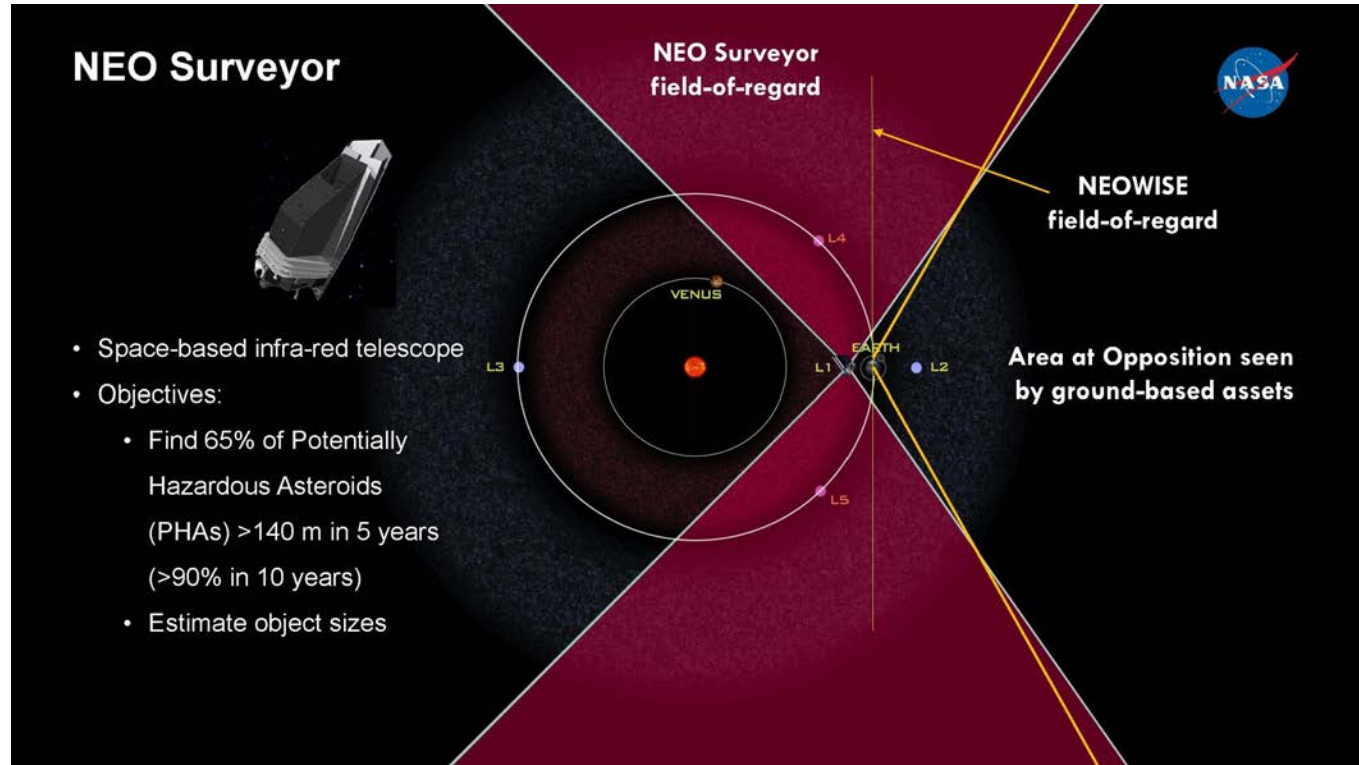 NEO Surveyor
• Space-based infra-red telescope
• Objectives:
• Find 65% of Potentially
Hazardous Asteroids
(PHAs) >140 m in 5 years
(>90% in 10 years)
• Estimate object sizes
NEO Surveyor
field-of-regard
NASA
NEOWISE
field-of-regard
L4
VENUS
EARTH
L3
L1
L2
Area at Opposition seen
by ground-based assets
L5